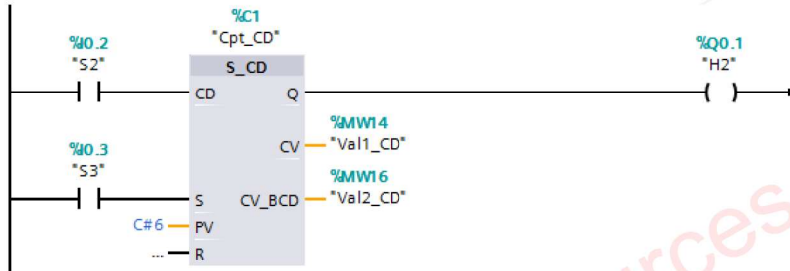 %C1
"Cpt_CD"
%I0.2
"S2"
%Q0.1
"H2"
S_CD
CD Q
%MW14
CV "Val1_CD"
%I0.3
"S3"
%MW16
S CV_BCD "Val2_CD"
C#6 PV
... R